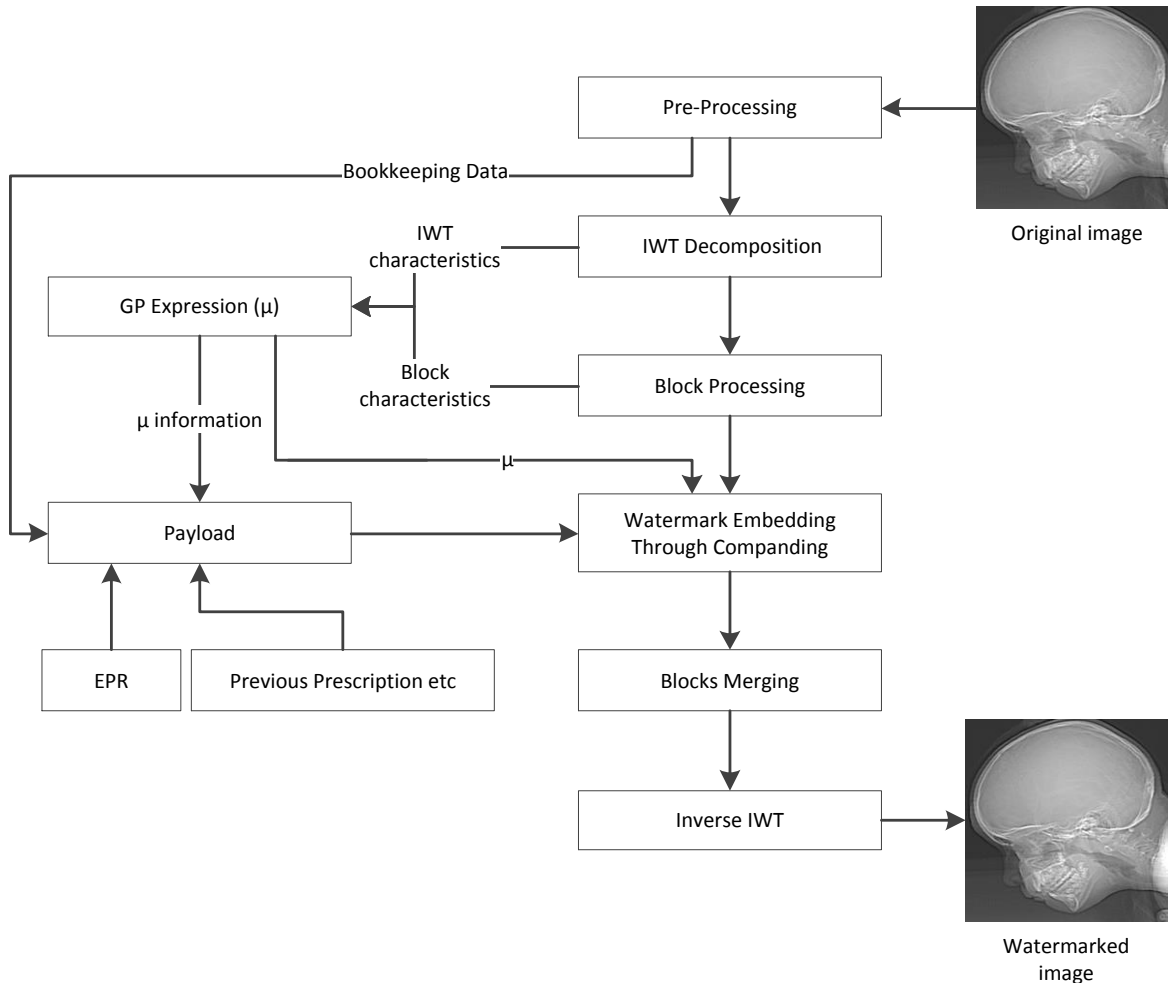 Pre-Processing
Original image
Bookkeeping Data
IWT
characteristics
IWT Decomposition
GP Expression (μ)
Block
characteristics
Block Processing
μ information
μ
Payload
Watermark Embedding
Through Companding
EPR
Previous Prescription etc
Blocks Merging
Inverse IWT
Watermarked
image